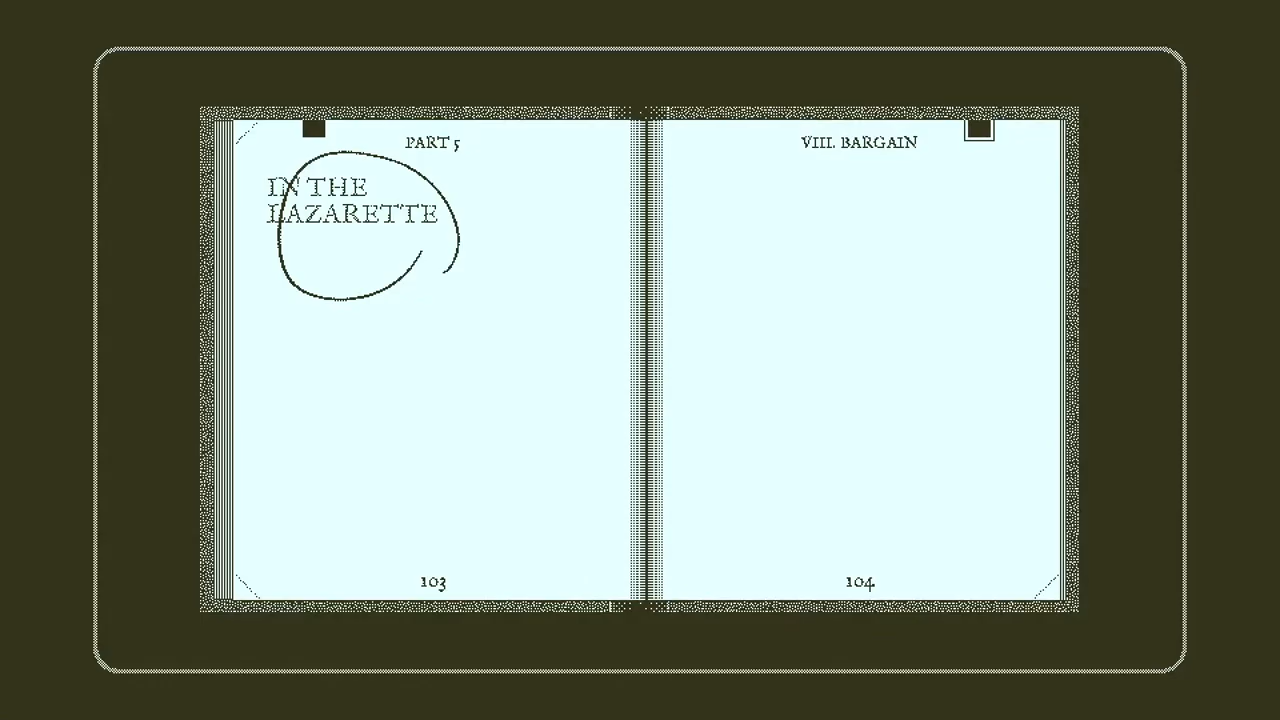 PART 5
IN THE
LAZARETTE
103
VIII. BARGAIN
104